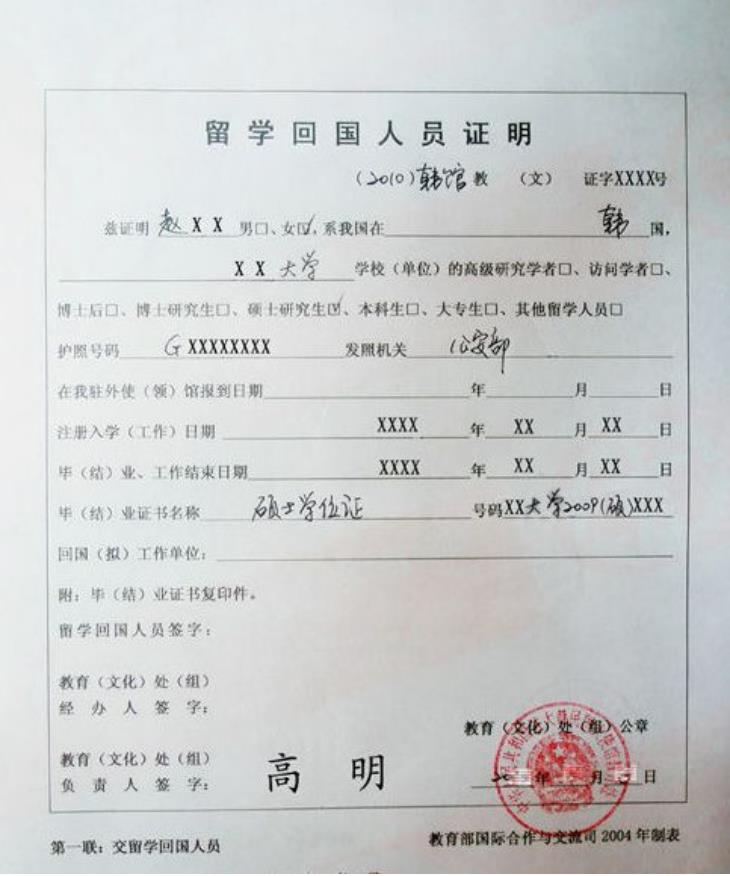 留学回国人员证明
(2010)韩馆教 （文） 证字XXXX号
兹证明 赵XX 男□、女☑、系我国在 韩 国，
XX大学 学校（单位）的高级研究学者□、访问学者□、
博士后□、博士研究生□、硕士研究生☑、本科生□、大专生□、其他留学人员□
护照号码 G XXXXXXXX 发照机关 公安部
在我驻外使（领）馆报到日期 年 月 日
注册入学（工作）日期 XXXX 年 XX 月 XX 日
毕（结）业、工作结束日期 XXXX 年 XX 月 XX 日
毕（结）业证书名称 硕士学位证 号码XX大学2009(硕)XXX
回国（拟）工作单位：
附：毕（结）业证书复印件。
留学回国人员签字：
教育（文化）处（组）
经办人签字：
教育（文化）处（组）公章
教育（文化）处（组）
负责人签字： 高明
20 年 月 日
第一联：交留学回国人员
教育部国际合作与交流司2004年制表